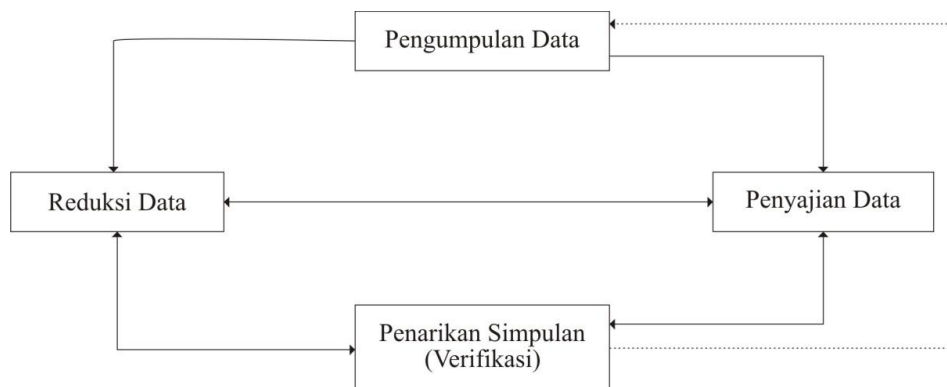 Pengumpulan Data
Reduksi Data
Penyajian Data
Penarikan Simpulan
(Verifikasi)